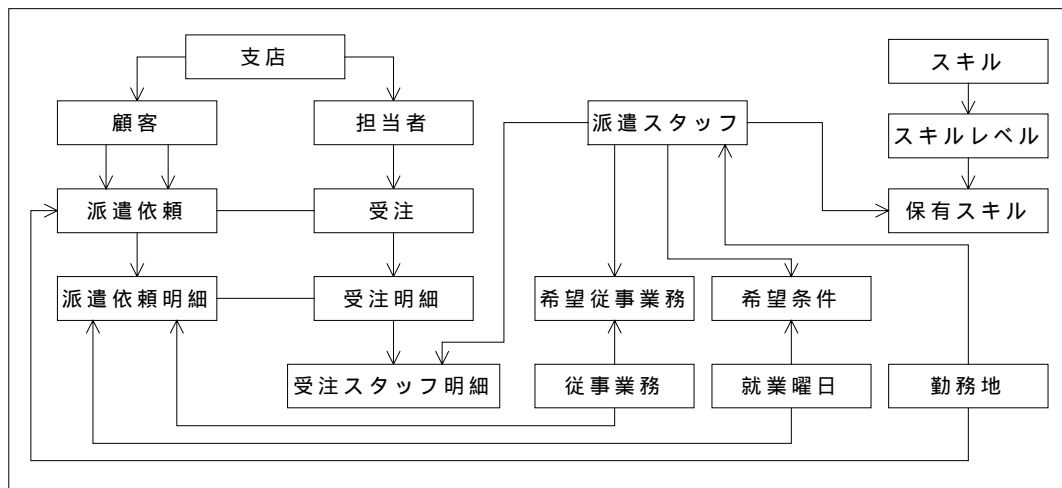 支店
スキル
顧客
担当者
派遣スタッフ
スキルレベル
派遣依頼
受注
保有スキル
派遣依頼明細
受注明細
希望従事業務
希望条件
受注スタッフ明細
従事業務
就業曜日
勤務地